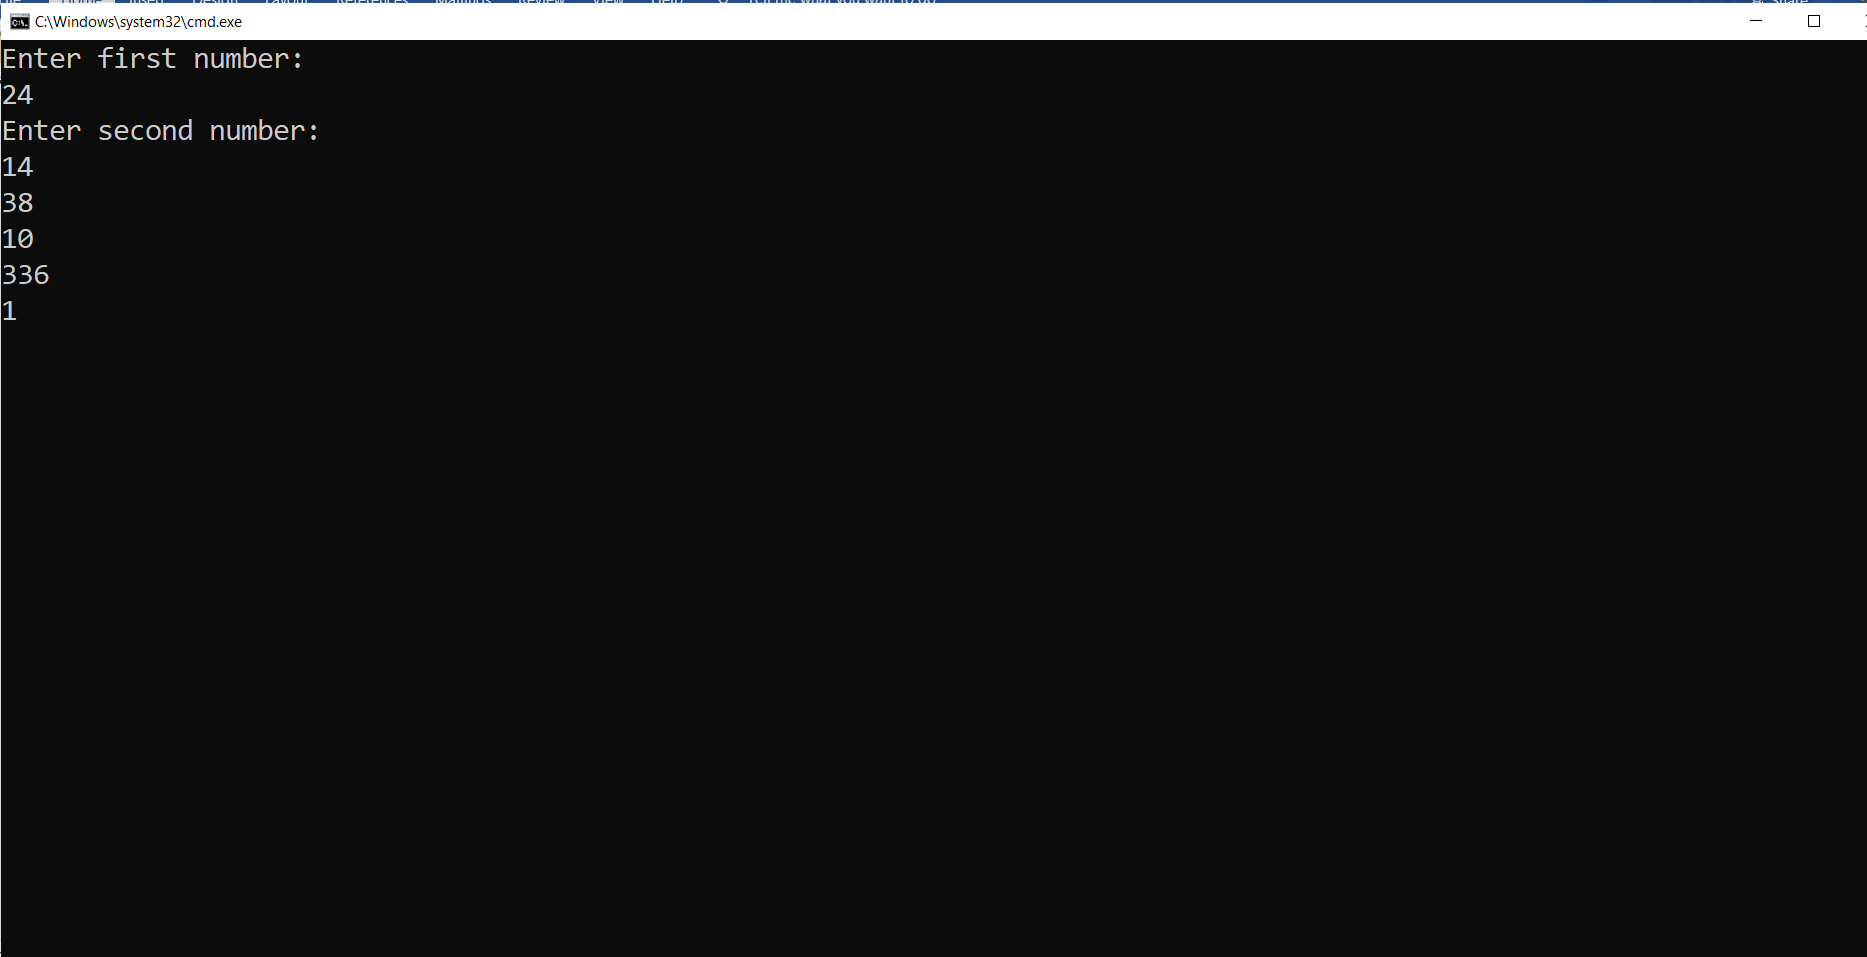 C:\Windows\system32\cmd.exe
Enter first number:
24
Enter second number:
14
38
10
336
1